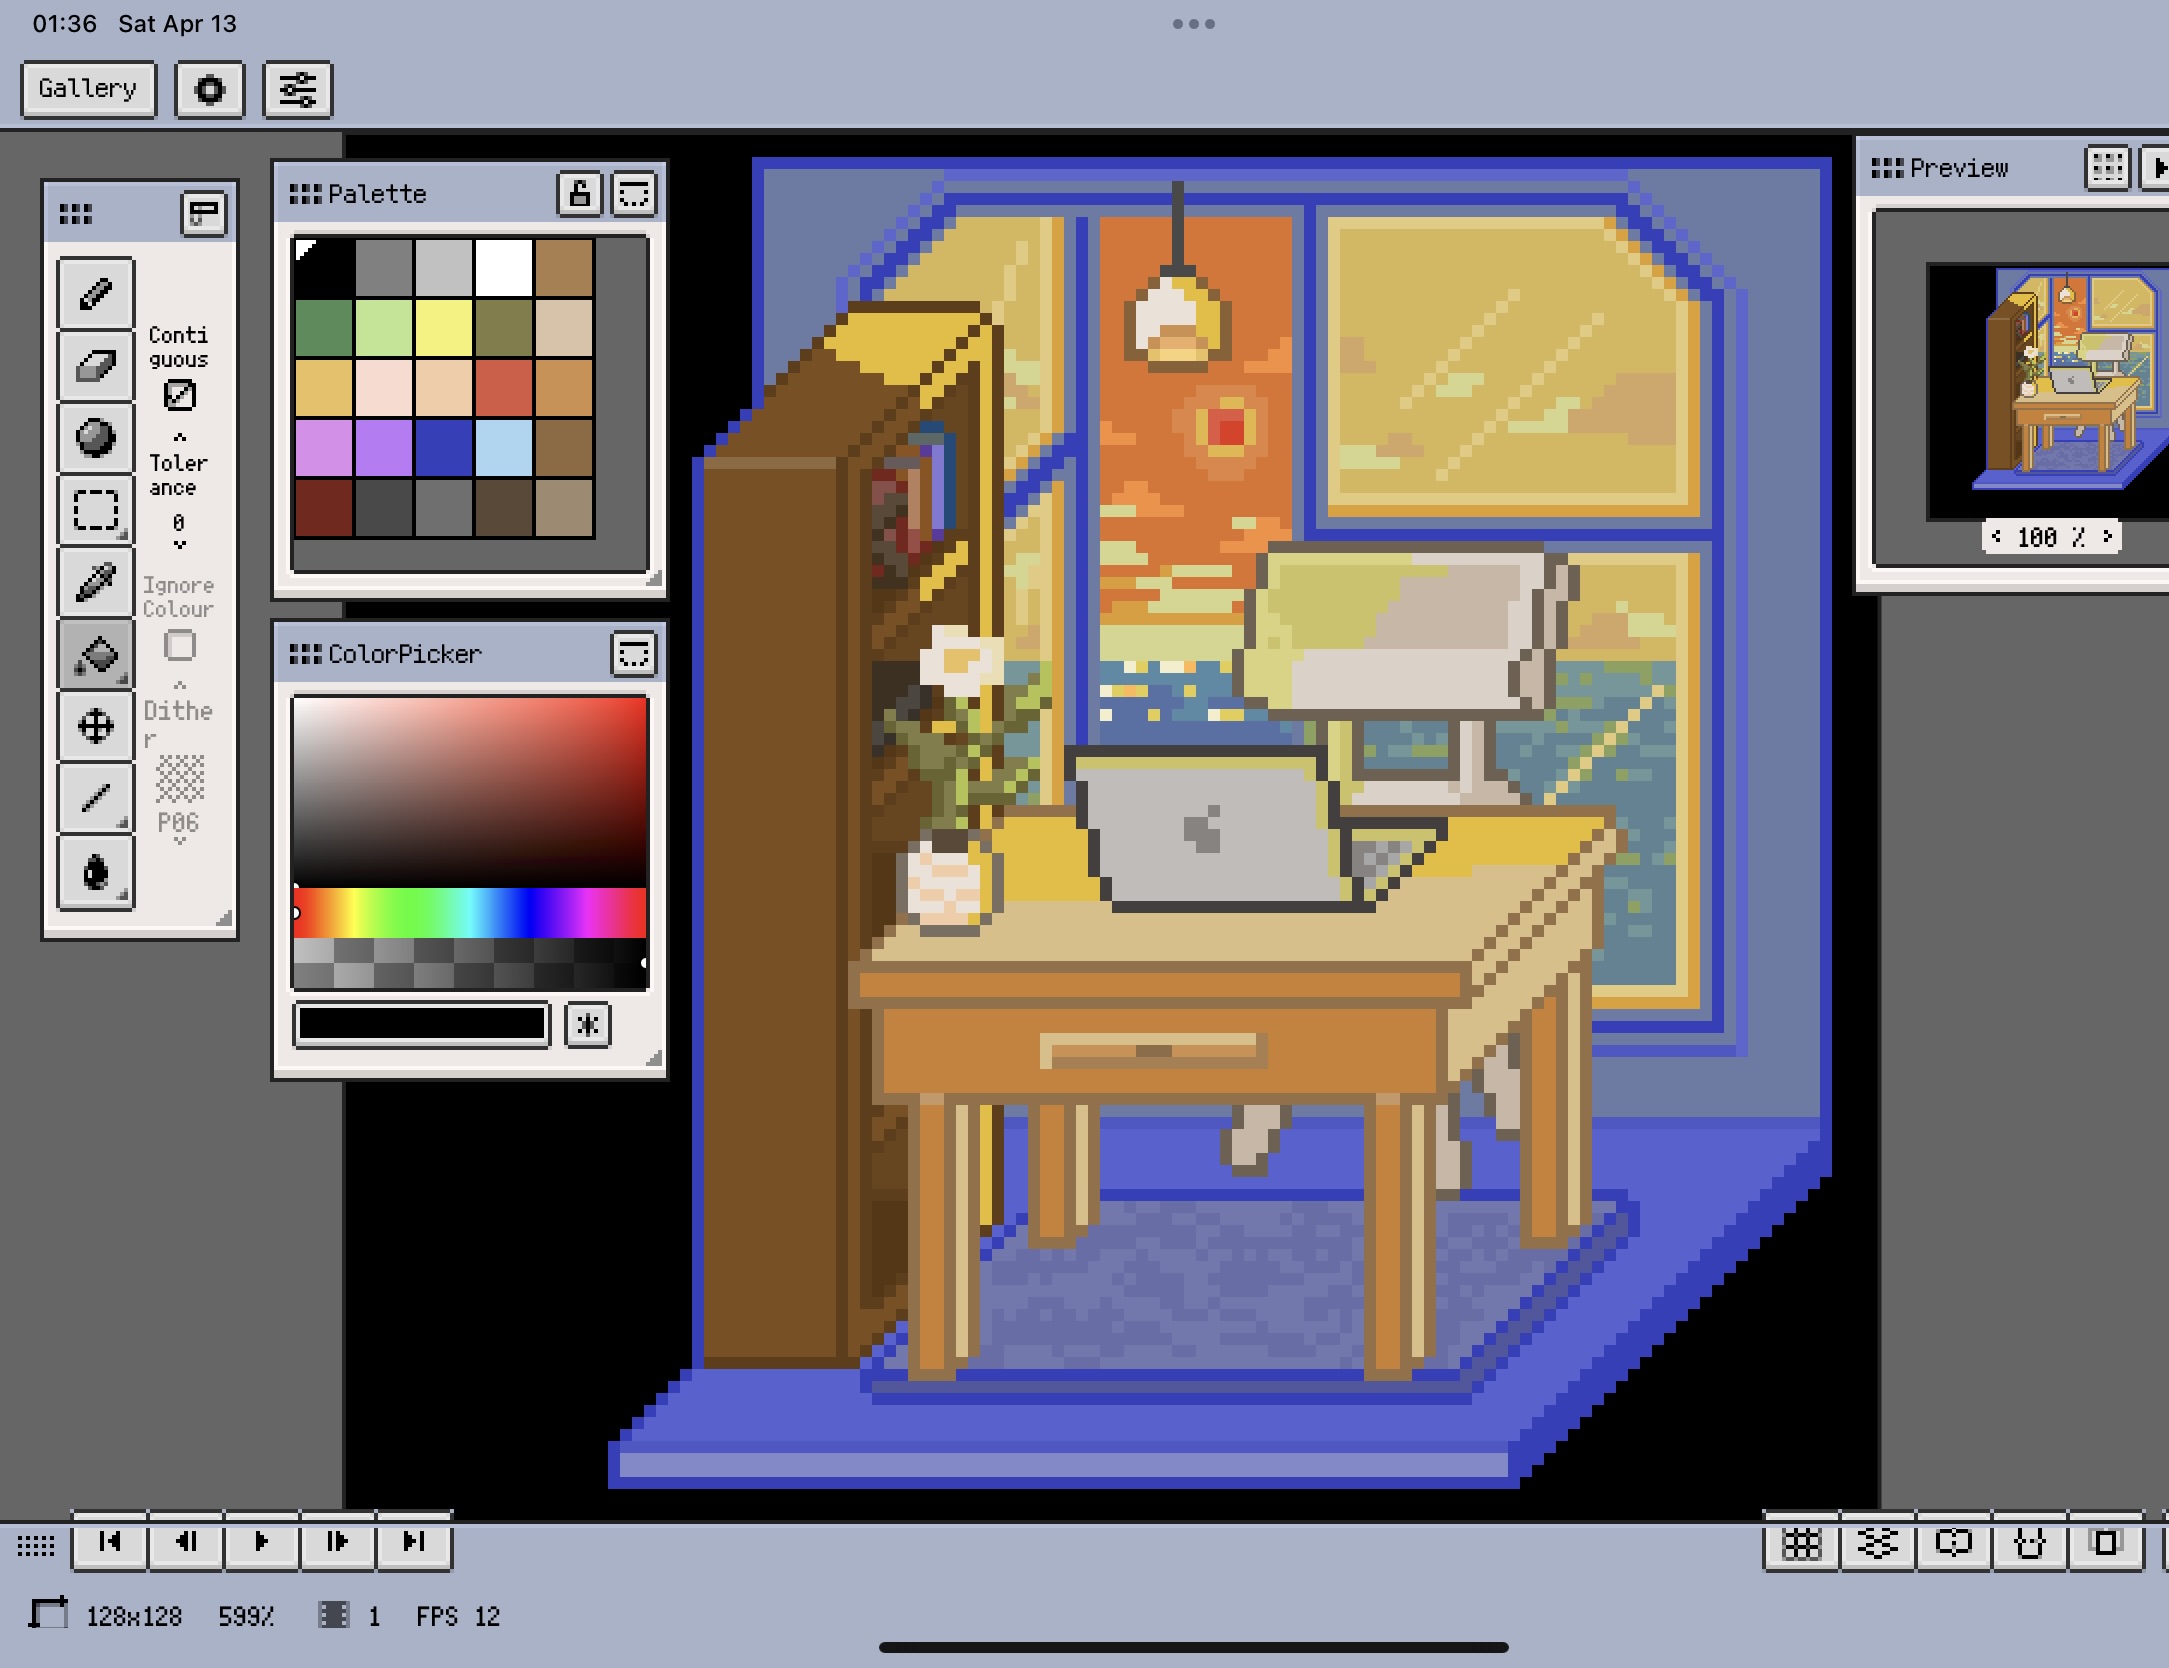 01:36 Sat Apr 13
Gallery
Conti
guous
Toler
ance
0
Ignore
Colour
Dithe
r
P06
Palette
ColorPicker
Preview
< 100 % >
128x128 599% 1 FPS 12